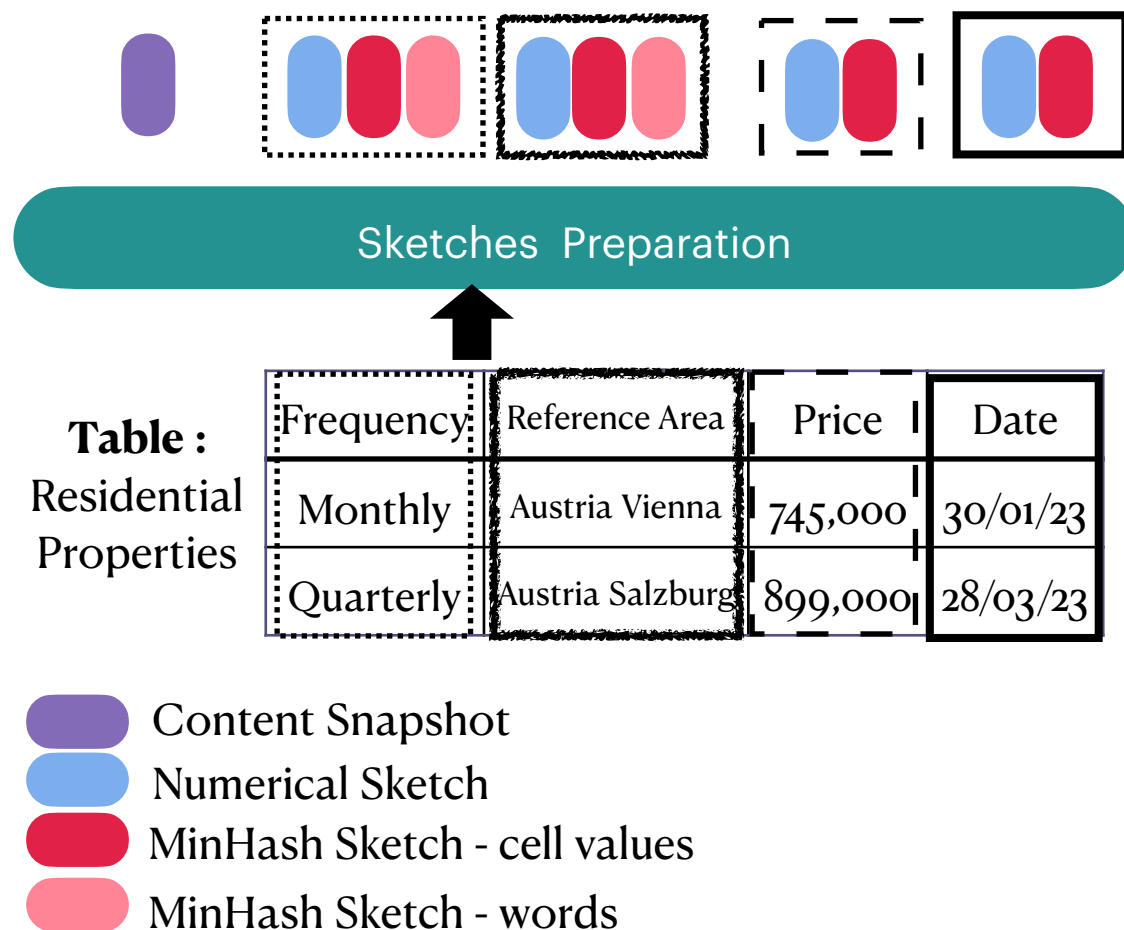 Sketches Preparation
Table :
Residential
Properties
Frequency Reference Area Price Date
Monthly Austria Vienna 745,000 30/01/23
Quarterly Austria Salzburg 899,000 28/03/23
Content Snapshot
Numerical Sketch
MinHash Sketch - cell values
MinHash Sketch - words